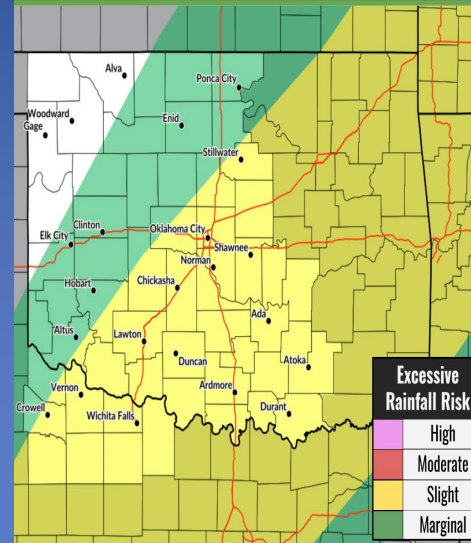 Alva
Ponca City
Woodward
Gage
Enid
Stillwater
Clinton
Elk City
Oklahoma City
Shawnee
Norman
Hobart
Chickasha
Altus
Ada
Lawton
Duncan
Atoka
Vernon
Ardmore
Crowell
Wichita Falls
Durant
Excessive
Rainfall Risk
High
Moderate
Slight
Marginal